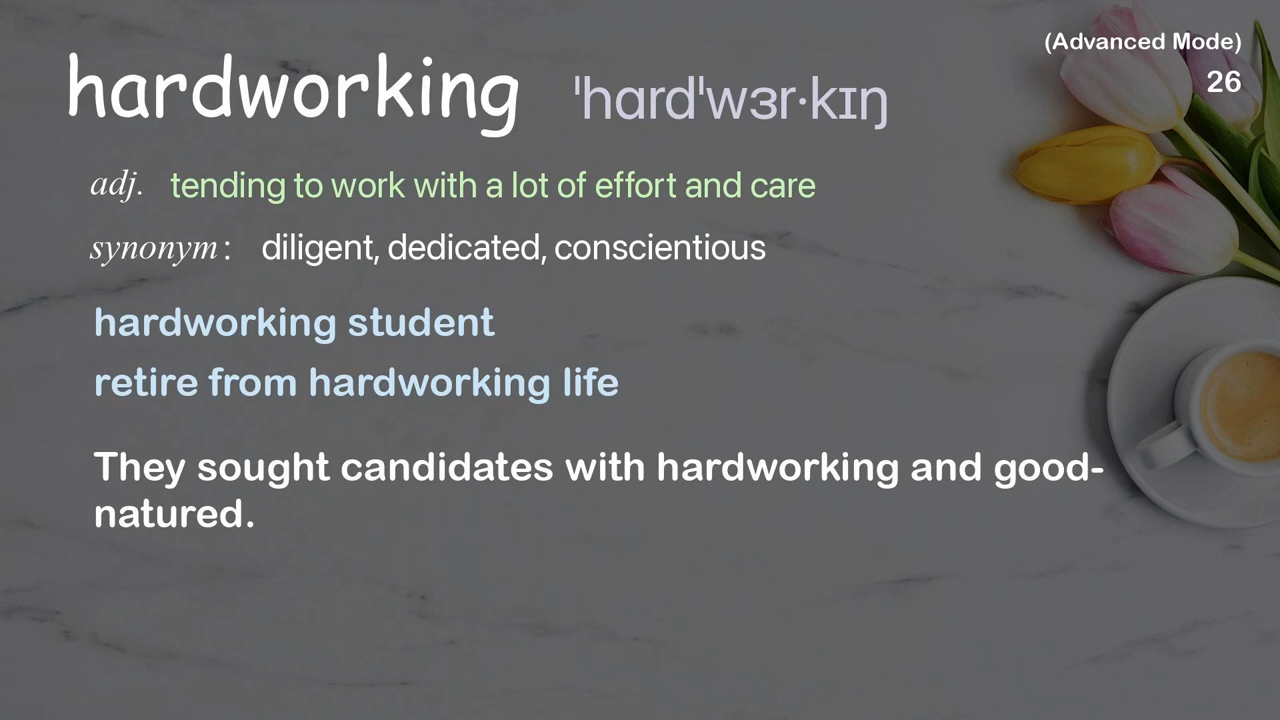 (Advanced Mode)
26
hardworking ˈhɑrdˈwɜr·kɪŋ
adj. tending to work with a lot of effort and care
synonym : diligent, dedicated, conscientious
hardworking student
retire from hardworking life
They sought candidates with hardworking and good-
natured.